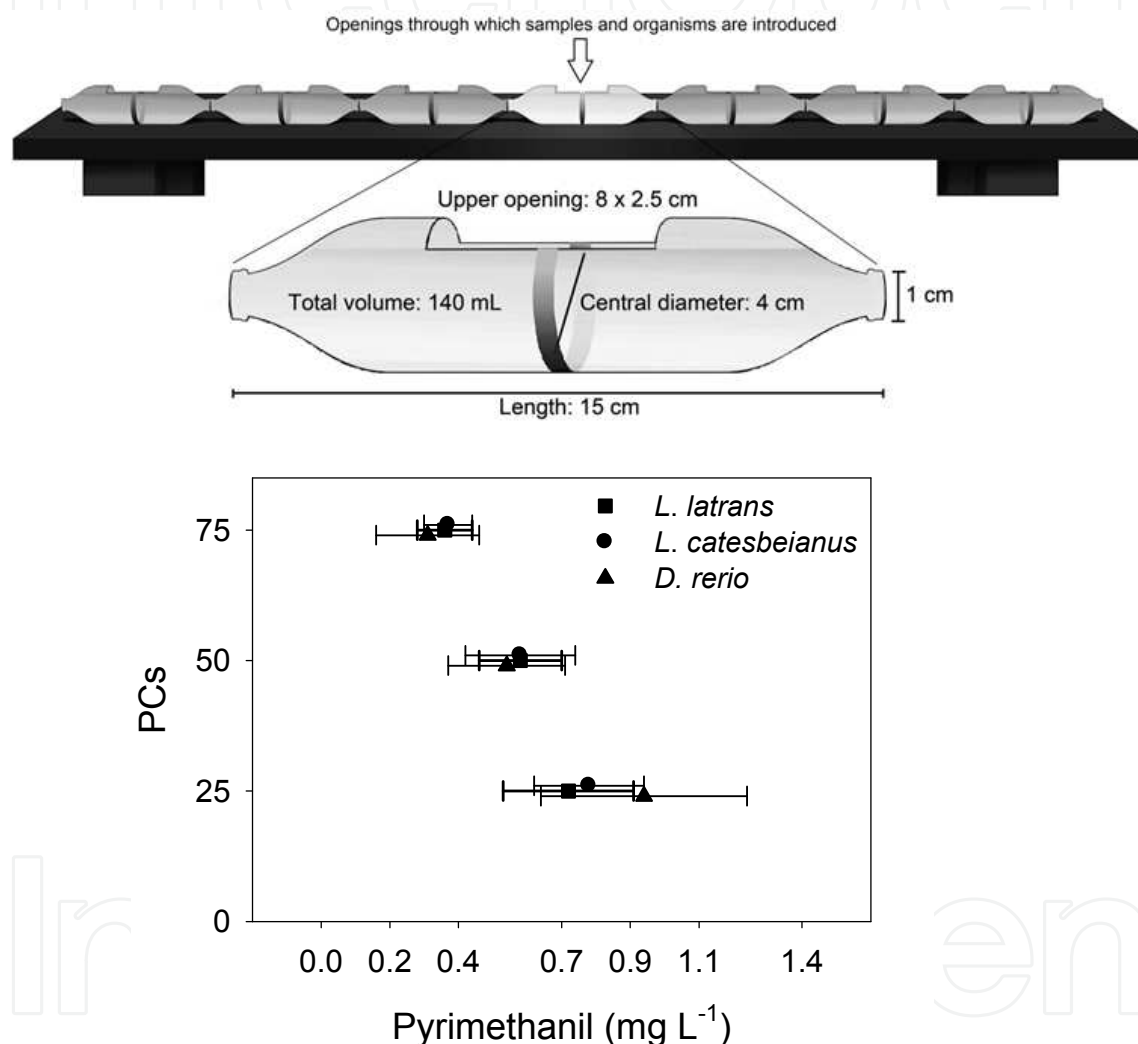 Openings through which samples and organisms are introduced
Upper opening: 8 x 2.5 cm
Total volume: 140 mL
Central diameter: 4 cm
1 cm
Length: 15 cm
L. latrans
L. catesbeianus
D. rerio
75
50
25
0
PCs
0.0 0.2 0.4 0.7 0.9 1.1 1.4
Pyrimethanil (mg L⁻¹)
In
en